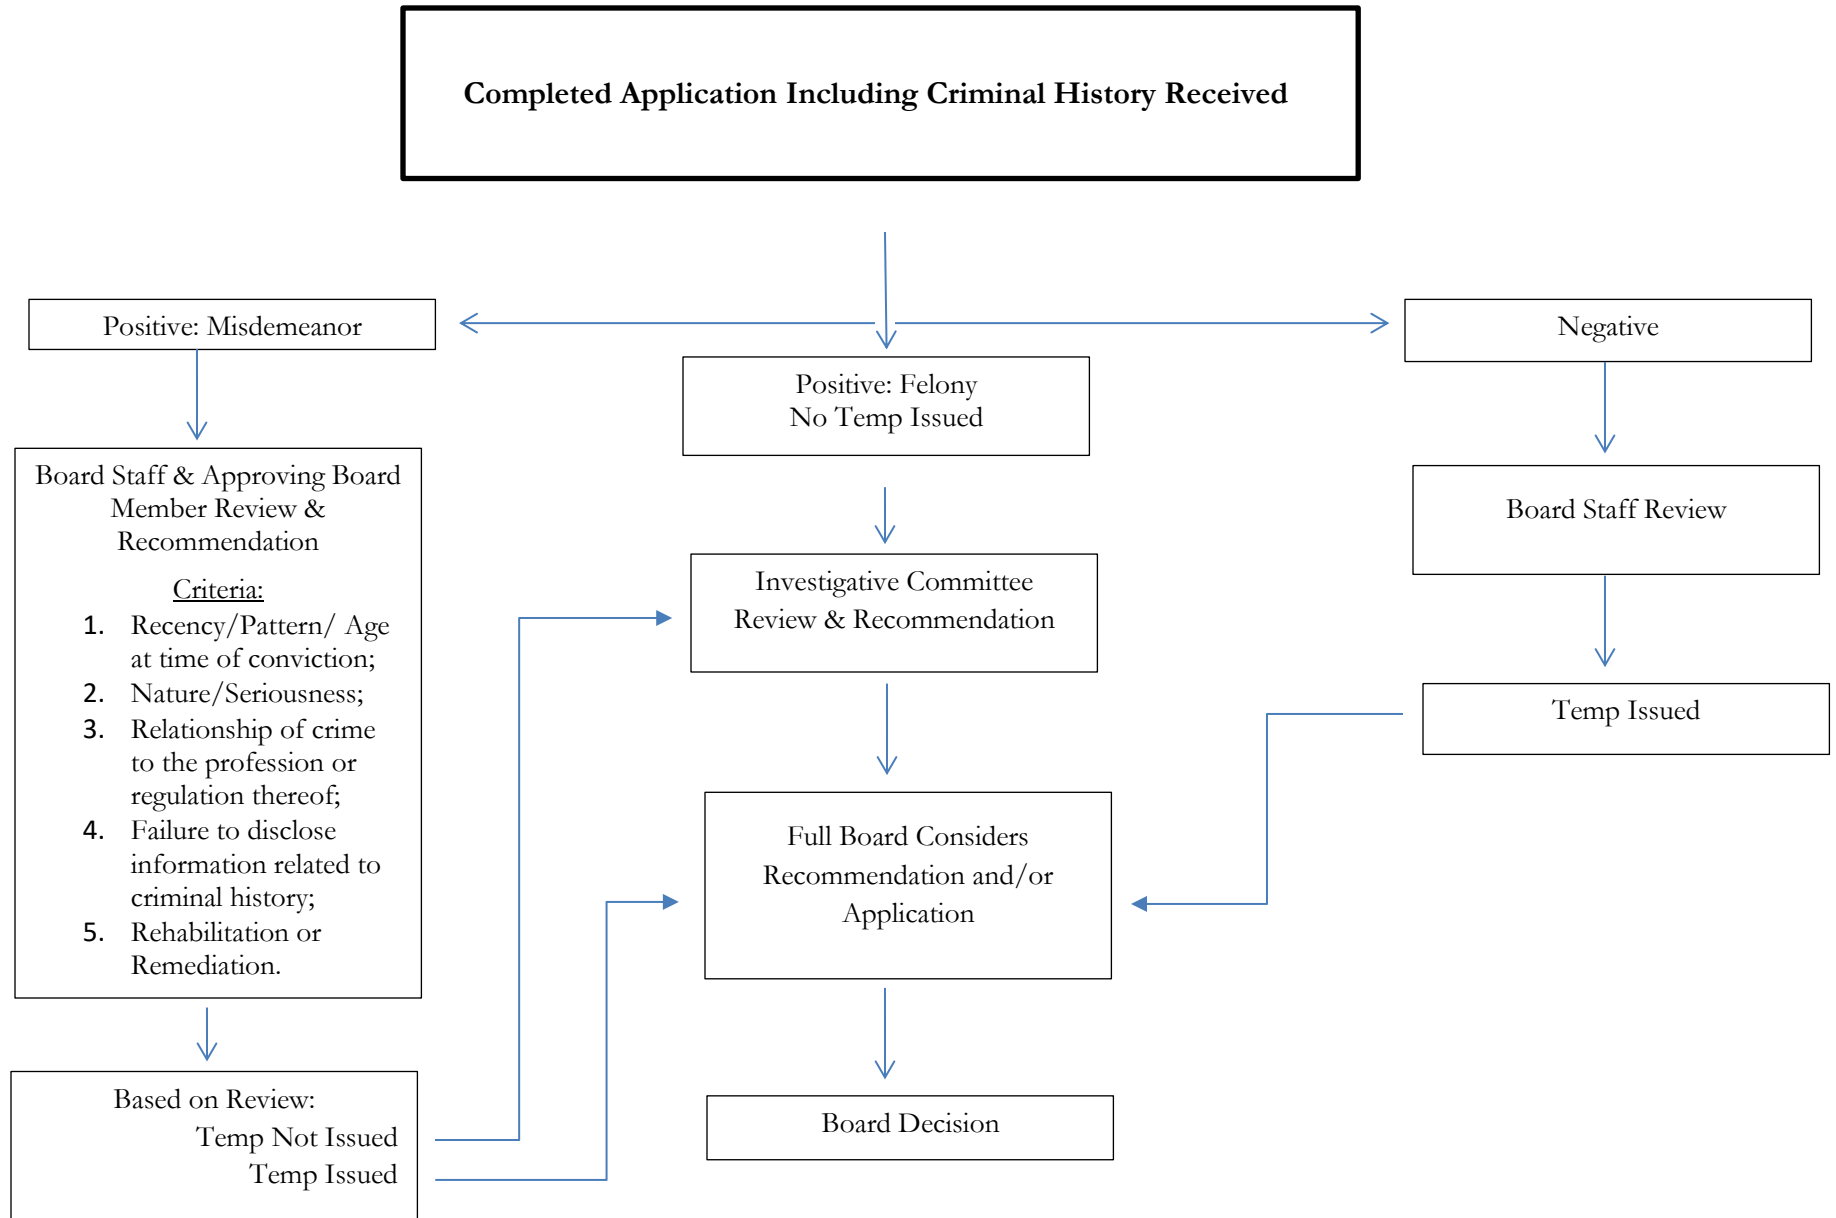 Completed Application Including Criminal History Received
Positive: Misdemeanor
Board Staff & Approving Board
Member Review &
Recommendation
Criteria:
1. Recency/Pattern/ Age
at time of conviction;
2. Nature/Seriousness;
3. Relationship of crime
to the profession or
regulation thereof;
4. Failure to disclose
information related to
criminal history;
5. Rehabilitation or
Remediation.
Based on Review:
Temp Not Issued
Temp Issued
Positive: Felony
No Temp Issued
Investigative Committee
Review & Recommendation
Full Board Considers
Recommendation and/or
Application
Board Decision
Negative
Board Staff Review
Temp Issued